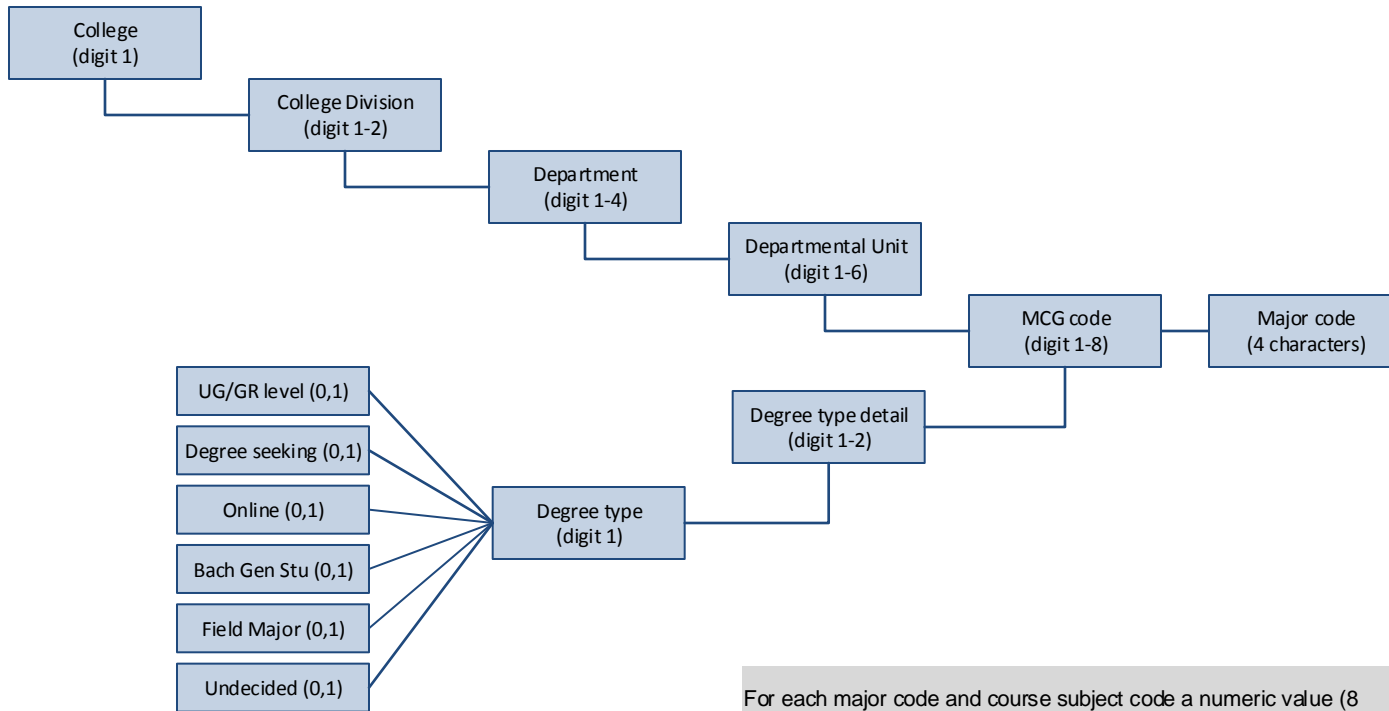 College
(digit 1)
College Division
(digit 1-2)
Department
(digit 1-4)
Departmental Unit
(digit 1-6)
MCG code
(digit 1-8)
Major code
(4 characters)
UG/GR level (0,1)
Degree seeking (0,1)
Online (0,1)
Bach Gen Stu (0,1)
Field Major (0,1)
Undecided (0,1)
Degree type
(digit 1)
Degree type detail
(digit 1-2)
For each major code and course subject code a numeric value (8